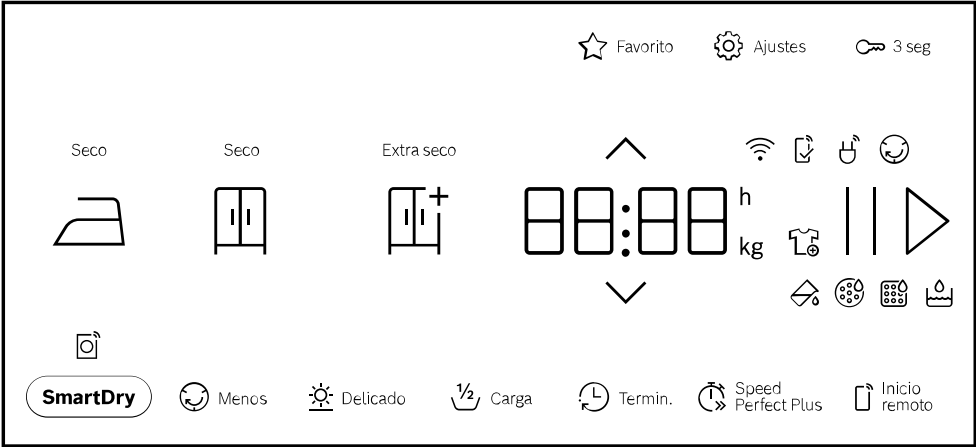 Favorito
Ajustes
3 seg
Seco
Seco
Extra seco
88:88
h
kg
SmartDry
Menos
Delicado
1/2
Carga
Termin.
Speed
Perfect Plus
Inicio
remoto